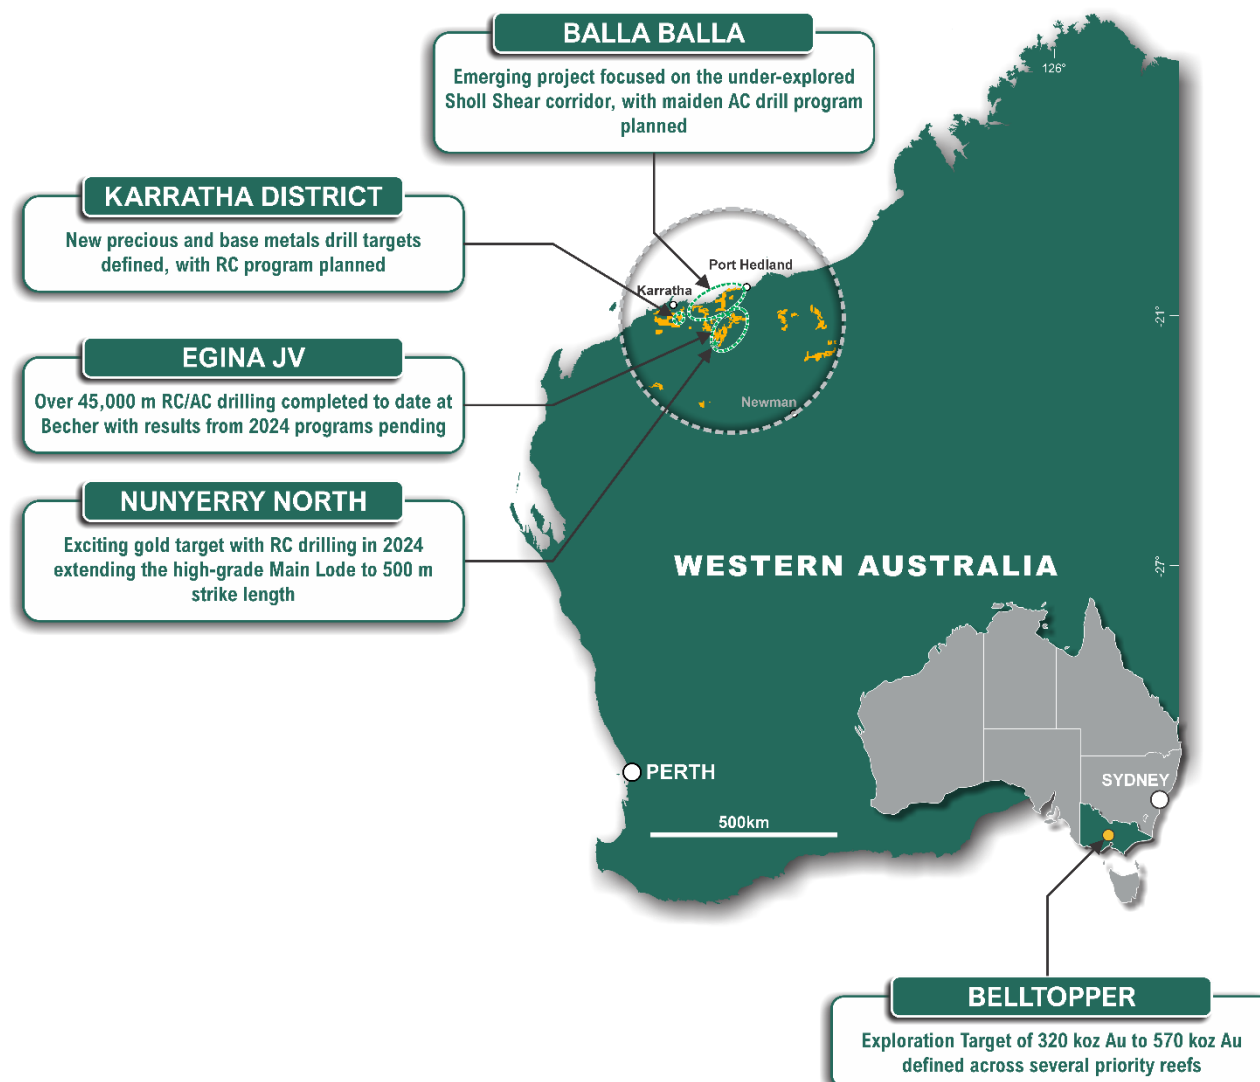 BALLA BALLA
Emerging project focused on the under-explored
Sholl Shear corridor, with maiden AC drill program
planned
126°
KARRATHA DISTRICT
New precious and base metals drill targets
defined, with RC program planned
Port Hedland
Karratha
-21°
EGINA JV
Over 45,000 m RC/AC drilling completed to date at
Becher with results from 2024 programs pending
Newman
NUNYERRY NORTH
Exciting gold target with RC drilling in 2024
extending the high-grade Main Lode to 500 m
strike length
WESTERN AUSTRALIA
-27°
PERTH
500km
SYDNEY
BELLTOPPER
Exploration Target of 320 koz Au to 570 koz Au
defined across several priority reefs